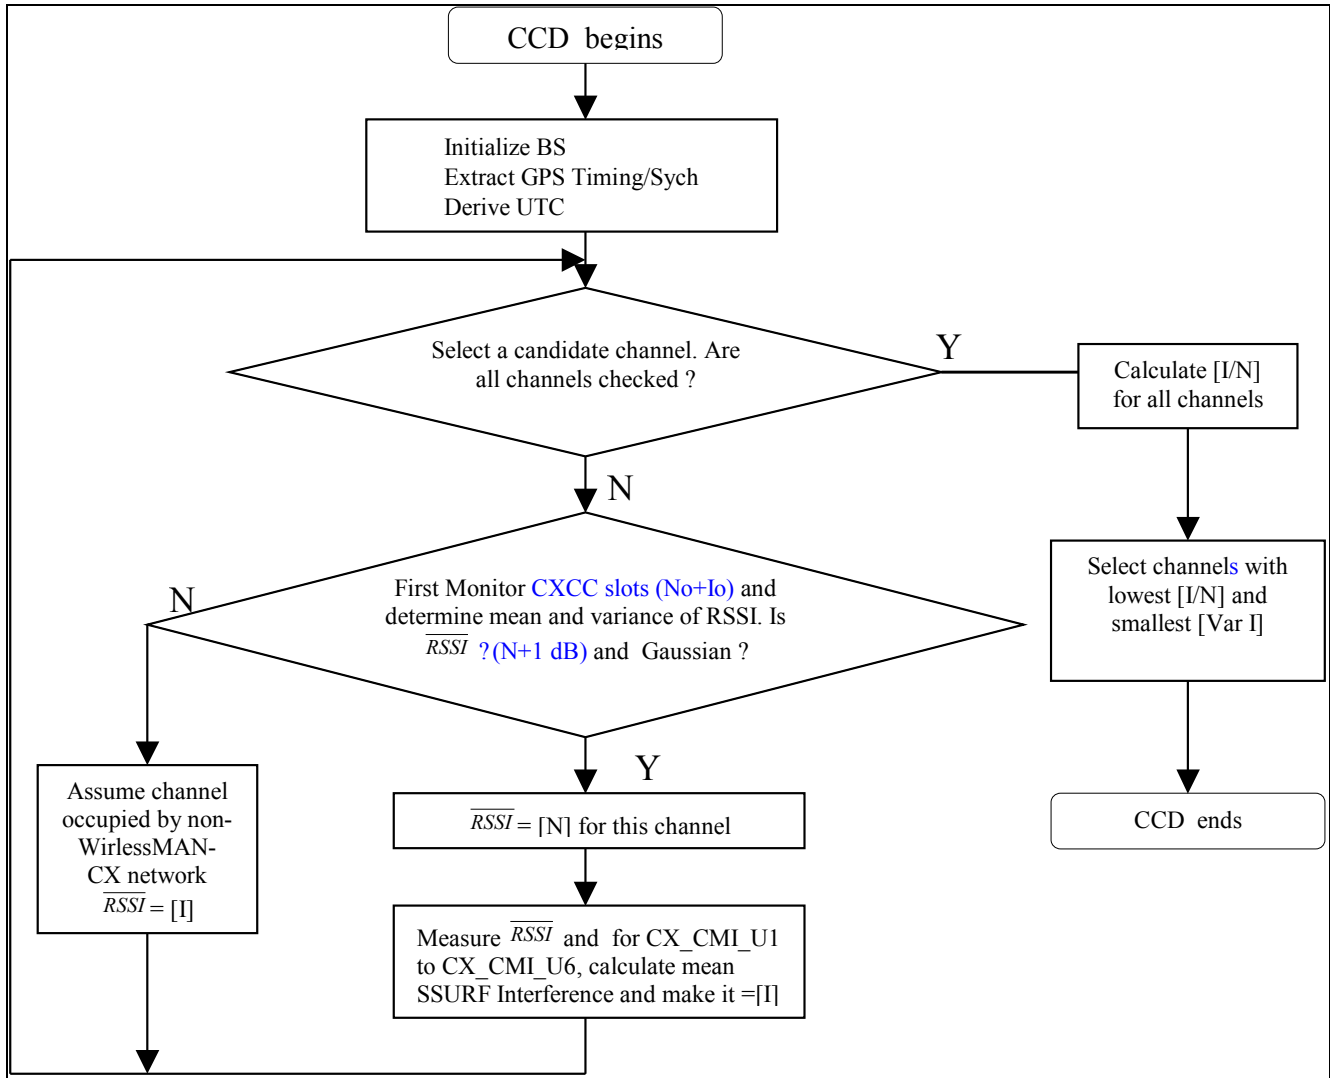 CCD begins
Initialize BS
Extract GPS Timing/Sych
Derive UTC
Select a candidate channel. Are
all channels checked ?
Y
Calculate [I/N]
for all channels
N
First Monitor CXCC slots (No+Io) and
determine mean and variance of RSSI. Is
RSSI ?(N+1 dB) and Gaussian ?
N
Select channels with
lowest [I/N] and
smallest [Var I]
Y
Assume channel
occupied by non-
WirlessMAN-
CX network
RSSI = [I]
RSSI = [N] for this channel
CCD ends
Measure RSSI and for CX_CMI_U1
to CX_CMI_U6, calculate mean
SSURF Interference and make it =[I]